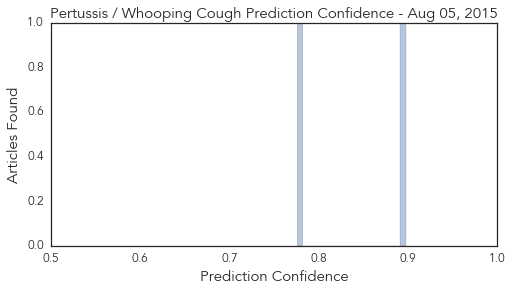 Pertussis / Whooping Cough Prediction Confidence - Aug 05, 2015
1.0
0.8
0.6
0.4
0.2
0.0
Articles Found
0.5 0.6 0.7 0.8 0.9 1.0
Prediction Confidence